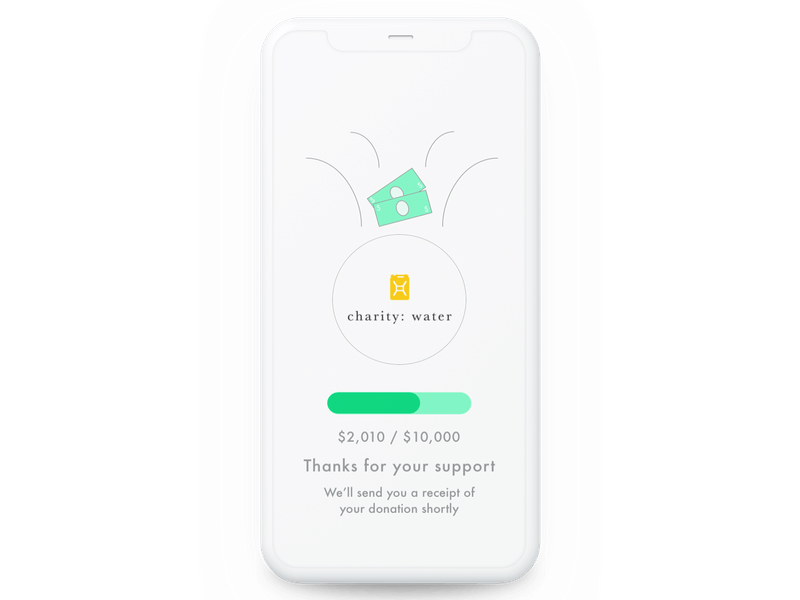 charity: water
$2,010 / $10,000
Thanks for your support
We'll send you a receipt of
your donation shortly